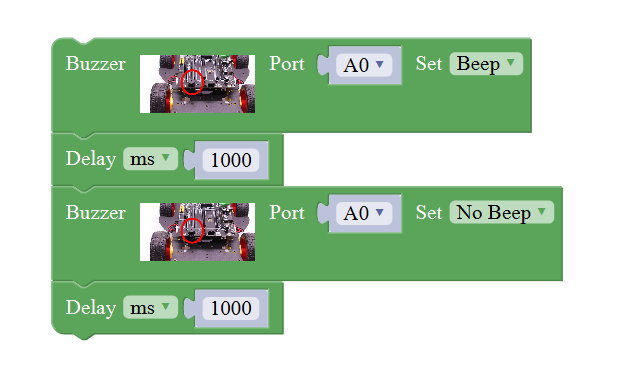 Buzzer Port A0 Set Beep
Delay ms 1000
Buzzer Port A0 Set No Beep
Delay ms 1000